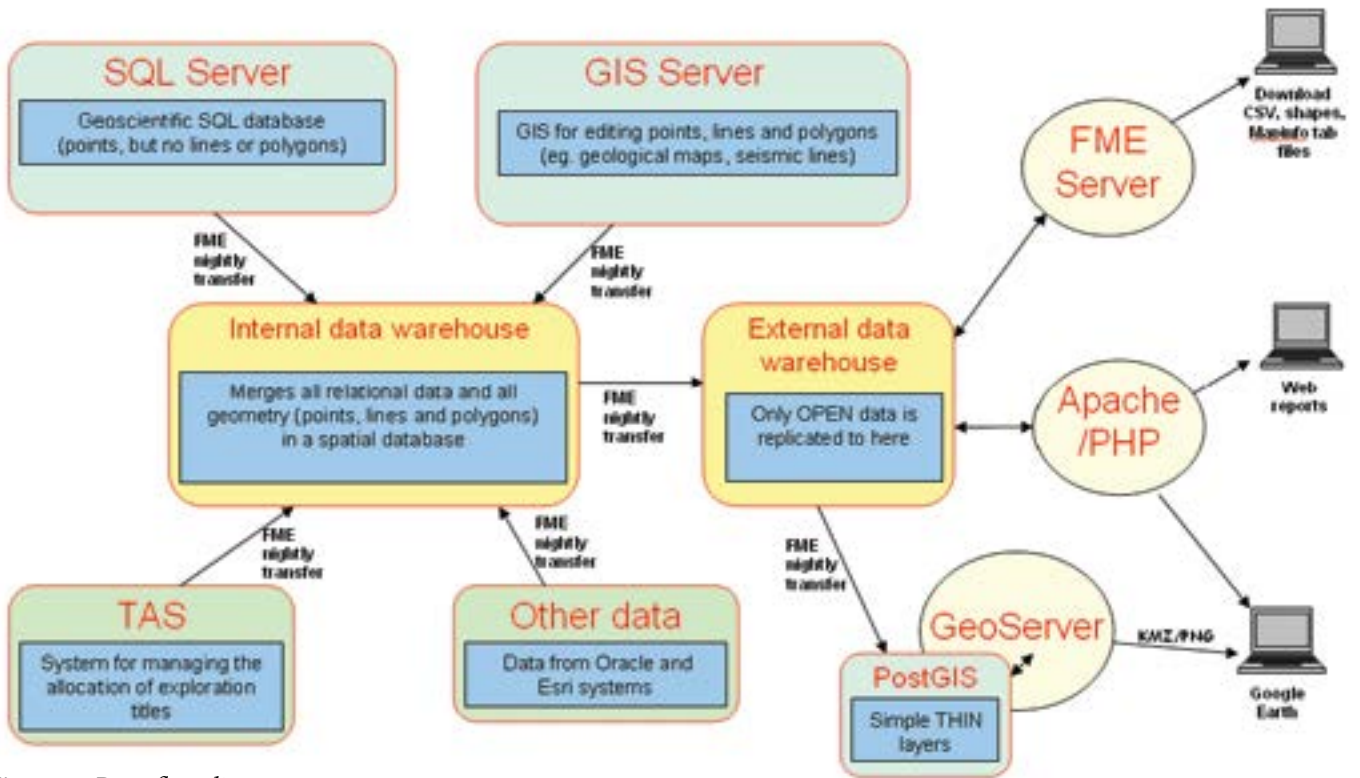 SQL Server
Geoscientific SQL database
(points, but no lines or polygons)
GIS Server
GIS for editing points, lines and polygons
(eg. geological maps, seismic lines)
FME
Server
Download
CSV, shapes,
Mapinfo tab
files
FME
nightly
transfer
FME
nightly
transfer
Internal data warehouse
Merges all relational data and all
geometry (points, lines and polygons)
in a spatial database
FME
nightly
transfer
External data
warehouse
Only OPEN data is
replicated to here
Apache
/PHP
Web
reports
FME
nightly
transfer
FME
nightly
transfer
FME
nightly
transfer
TAS
System for managing the
allocation of exploration
titles
Other data
Data from Oracle and
Esri systems
GeoServer
KMZ/PNG
PostGIS
Simple THIN
layers
Google
Earth